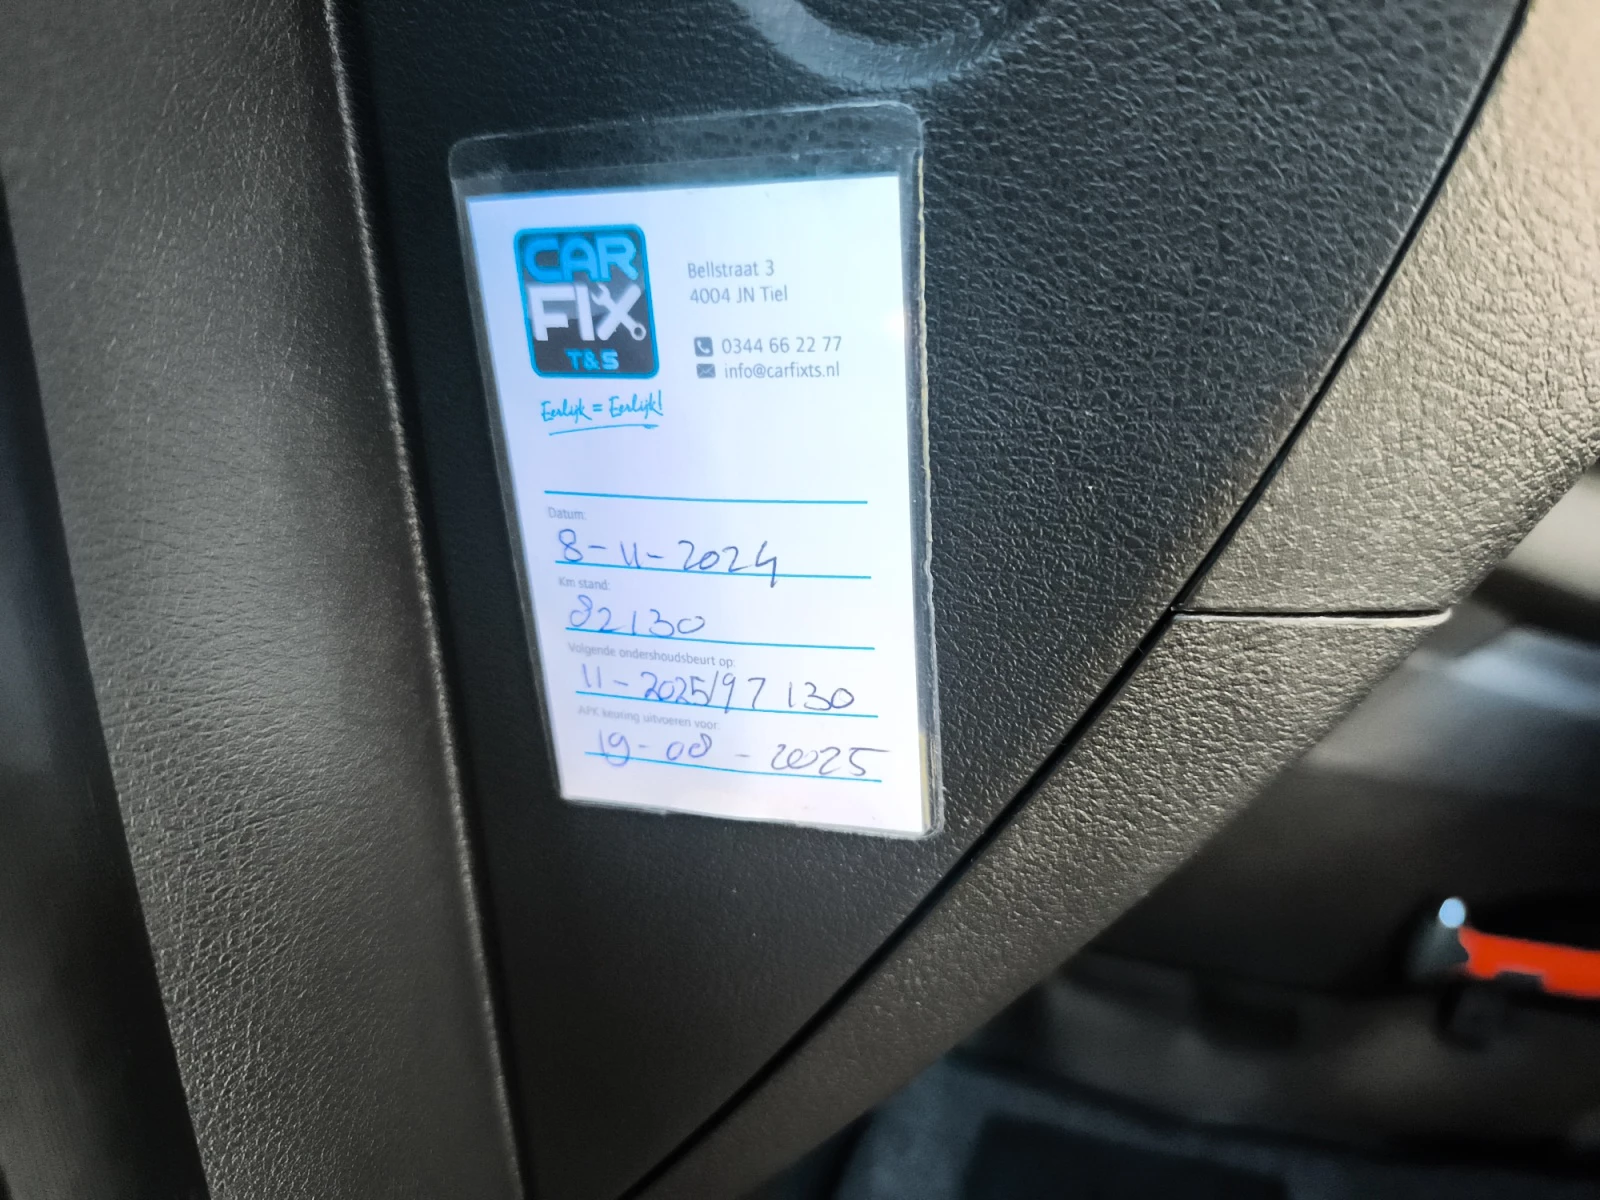 CAR
FIX
T&S
Eerlijk = Eerlijk!
Bellstraat 3
4004 JN Tiel
0344 66 22 77
info@carfixts.nl
Datum:
8-11-2024
Km stand:
82130
Volgende ondershoudsbeurt op:
11-2025/97130
APK keuring uitvoeren voor:
19-08-2025